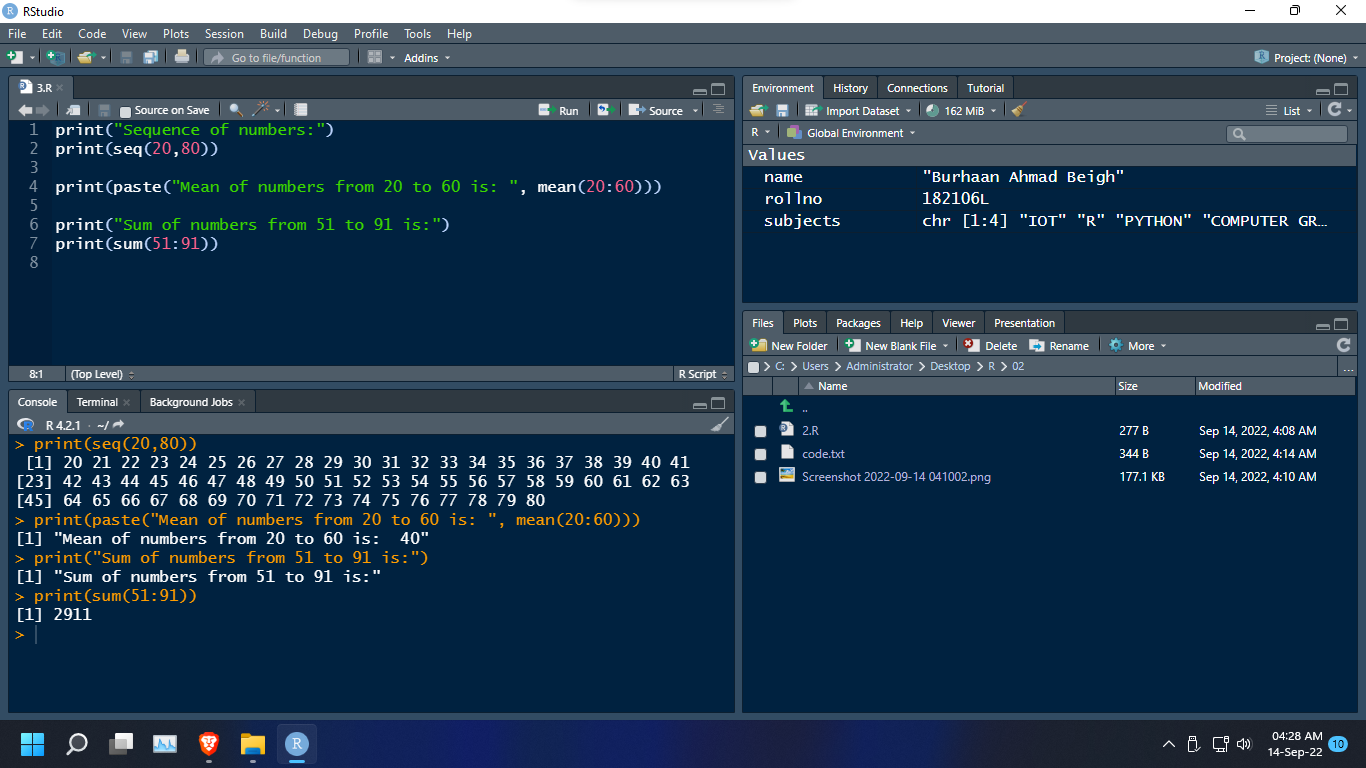 RStudio
File Edit Code View Plots Session Build Debug Profile Tools Help
Go to file/function Addins Project: (None)
3.R
Source on Save Run Source
1 print("Sequence of numbers:")
2 print(seq(20,80))
3
4 print(paste("Mean of numbers from 20 to 60 is: ", mean(20:60)))
5
6 print("Sum of numbers from 51 to 91 is:")
7 print(sum(51:91))
8
8:1 (Top Level) R Script
Console Terminal Background Jobs
R 4.2.1 · ~/
> print(seq(20,80))
[1] 20 21 22 23 24 25 26 27 28 29 30 31 32 33 34 35 36 37 38 39 40 41
[23] 42 43 44 45 46 47 48 49 50 51 52 53 54 55 56 57 58 59 60 61 62 63
[45] 64 65 66 67 68 69 70 71 72 73 74 75 76 77 78 79 80
> print(paste("Mean of numbers from 20 to 60 is: ", mean(20:60)))
[1] "Mean of numbers from 20 to 60 is:  40"
> print("Sum of numbers from 51 to 91 is:")
[1] "Sum of numbers from 51 to 91 is:"
> print(sum(51:91))
[1] 2911
>
Environment History Connections Tutorial
Import Dataset 162 MiB List
R Global Environment
Values
name "Burhaan Ahmad Beigh"
rollno 182106L
subjects chr [1:4] "IOT" "R" "PYTHON" "COMPUTER GR…
Files Plots Packages Help Viewer Presentation
New Folder New Blank File Delete Rename More
C: > Users > Administrator > Desktop > R > 02 ...
Name Size Modified
..
2.R 277 B Sep 14, 2022, 4:08 AM
code.txt 344 B Sep 14, 2022, 4:14 AM
Screenshot 2022-09-14 041002.png 177.1 KB Sep 14, 2022, 4:10 AM
R
04:28 AM
14-Sep-22
10